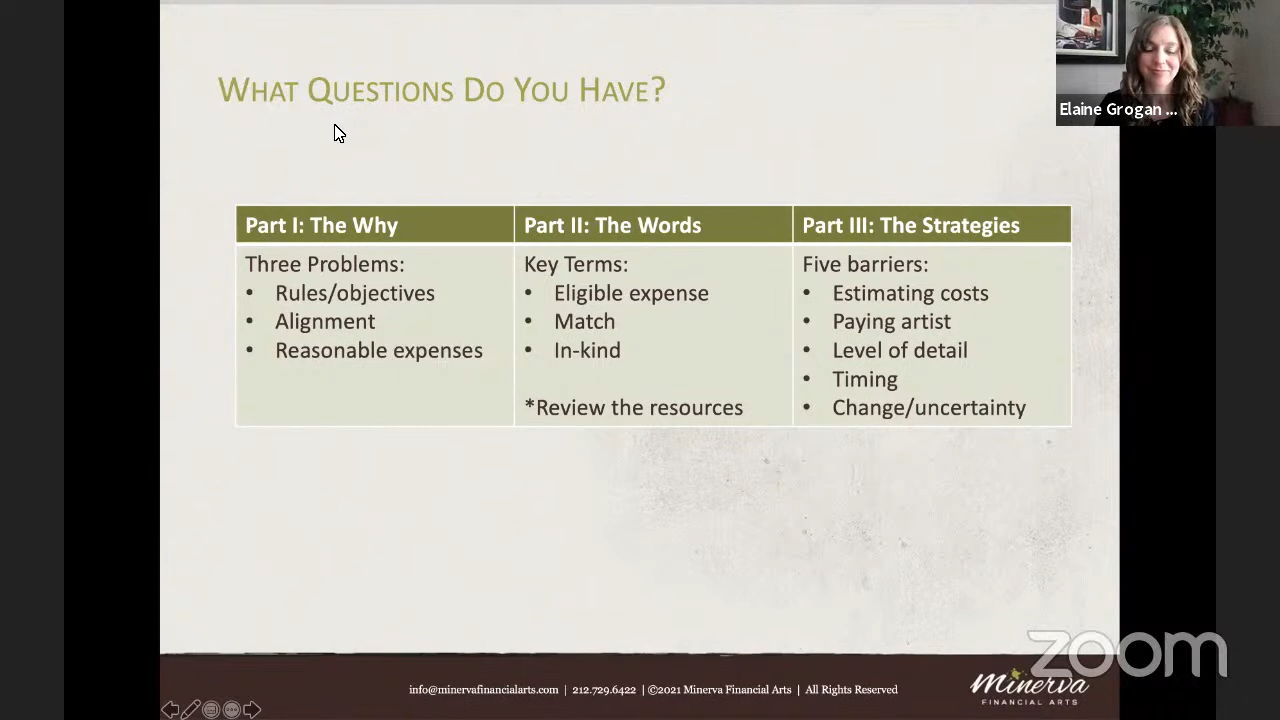 What Questions Do You Have?
Elaine Grogan ...
Part I: The Why
Three Problems:
• Rules/objectives
• Alignment
• Reasonable expenses
Part II: The Words
Key Terms:
• Eligible expense
• Match
• In-kind
*Review the resources
Part III: The Strategies
Five barriers:
• Estimating costs
• Paying artist
• Level of detail
• Timing
• Change/uncertainty
info@minervafinancialarts.com | 212.729.6422 | ©2021 Minerva Financial Arts | All Rights Reserved
Minerva
FINANCIAL ARTS
zoom